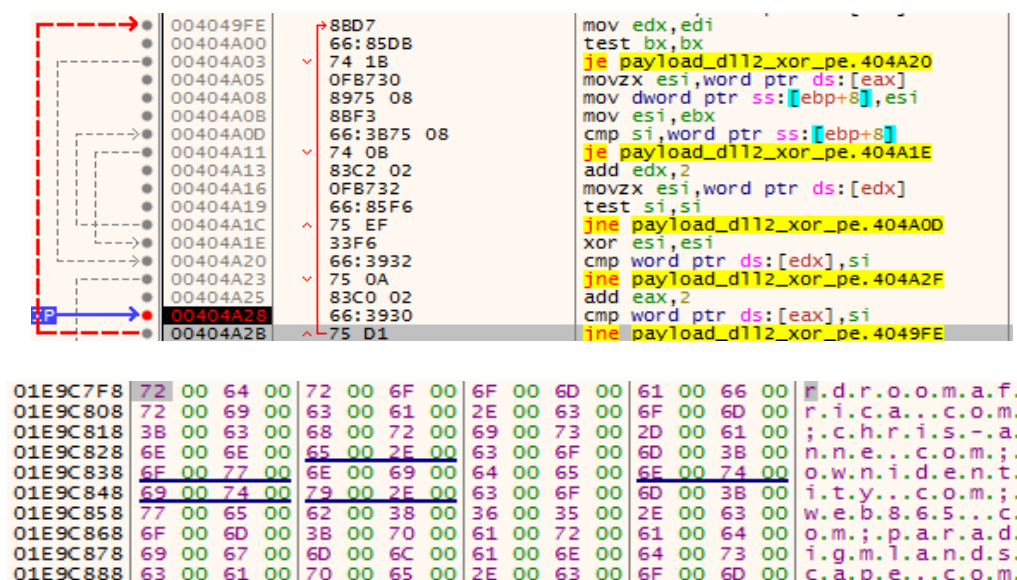 004049FE 8BD7 mov edx,edi
00404A00 66:85DB test bx,bx
00404A03 74 1B je payload_dll2_xor_pe.404A20
00404A05 0FB730 movzx esi,word ptr ds:[eax]
00404A08 8975 08 mov dword ptr ss:[ebp+8],esi
00404A0B 8BF3 mov esi,ebx
00404A0D 66:3B75 08 cmp si,word ptr ss:[ebp+8]
00404A11 74 0B je payload_dll2_xor_pe.404A1E
00404A13 83C2 02 add edx,2
00404A16 0FB732 movzx esi,word ptr ds:[edx]
00404A19 66:85F6 test si,si
00404A1C 75 EF jne payload_dll2_xor_pe.404A0D
00404A1E 33F6 xor esi,esi
00404A20 66:3932 cmp word ptr ds:[edx],si
00404A23 75 0A jne payload_dll2_xor_pe.404A2F
00404A25 83C0 02 add eax,2
00404A28 66:3930 cmp word ptr ds:[eax],si
00404A2B 75 D1 jne payload_dll2_xor_pe.4049FE
01E9C7F8 72 00 64 00 72 00 6F 00 6F 00 6D 00 61 00 66 00 r.d.r.o.o.m.a.f.
01E9C808 72 00 69 00 63 00 61 00 2E 00 63 00 6F 00 6D 00 r.i.c.a...c.o.m.
01E9C818 3B 00 63 00 68 00 72 00 69 00 73 00 2D 00 61 00 ;.c.h.r.i.s.-.a.
01E9C828 6E 00 6E 00 65 00 2E 00 63 00 6F 00 6D 00 3B 00 n.n.e...c.o.m.;.
01E9C838 6F 00 77 00 6E 00 69 00 64 00 65 00 6E 00 74 00 o.w.n.i.d.e.n.t.
01E9C848 69 00 74 00 79 00 2E 00 63 00 6F 00 6D 00 3B 00 i.t.y...c.o.m.;.
01E9C858 77 00 65 00 62 00 38 00 36 00 35 00 2E 00 63 00 w.e.b.8.6.5...c.
01E9C868 6F 00 6D 00 3B 00 70 00 61 00 72 00 61 00 64 00 o.m.;.p.a.r.a.d.
01E9C878 69 00 67 00 6D 00 6C 00 61 00 6E 00 64 00 73 00 i.g.m.l.a.n.d.s.
01E9C888 63 00 61 00 70 00 65 00 2E 00 63 00 6F 00 6D 00 c.a.p.e...c.o.m.